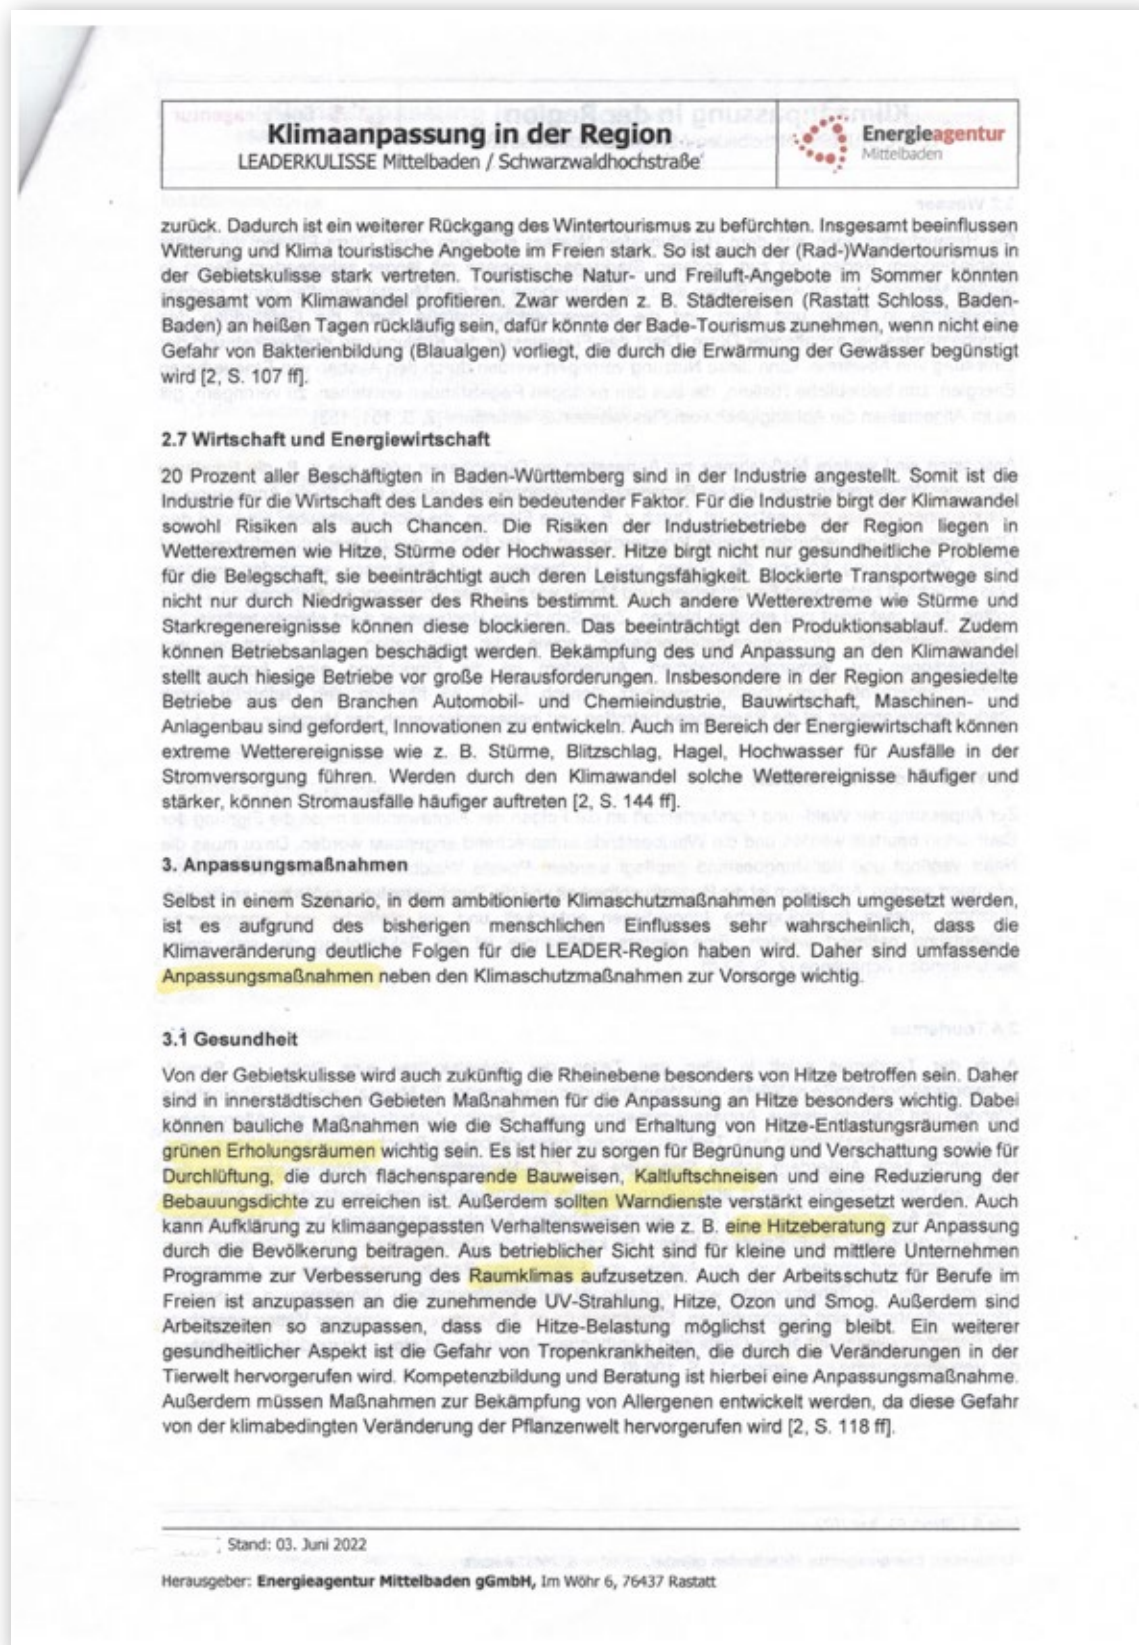 Klimaanpassung in der Region
LEADERKULISSE Mittelbaden / Schwarzwaldhochstraße
Energieagentur
Mittelbaden
zurück. Dadurch ist ein weiterer Rückgang des Wintertourismus zu befürchten. Insgesamt beeinflussen
Witterung und Klima touristische Angebote im Freien stark. So ist auch der (Rad-)Wandertourismus in
der Gebietskulisse stark vertreten. Touristische Natur- und Freiluft-Angebote im Sommer könnten
insgesamt vom Klimawandel profitieren. Zwar werden z. B. Städtereisen (Rastatt Schloss, Baden-
Baden) an heißen Tagen rückläufig sein, dafür könnte der Bade-Tourismus zunehmen, wenn nicht eine
Gefahr von Bakterienbildung (Blaualgen) vorliegt, die durch die Erwärmung der Gewässer begünstigt
wird [2, S. 107 ff].
2.7 Wirtschaft und Energiewirtschaft
20 Prozent aller Beschäftigten in Baden-Württemberg sind in der Industrie angestellt. Somit ist die
Industrie für die Wirtschaft des Landes ein bedeutender Faktor. Für die Industrie birgt der Klimawandel
sowohl Risiken als auch Chancen. Die Risiken der Industriebetriebe der Region liegen in
Wetterextremen wie Hitze, Stürme oder Hochwasser. Hitze birgt nicht nur gesundheitliche Probleme
für die Belegschaft, sie beeinträchtigt auch deren Leistungsfähigkeit. Blockierte Transportwege sind
nicht nur durch Niedrigwasser des Rheins bestimmt. Auch andere Wetterextreme wie Stürme und
Starkregenereignisse können diese blockieren. Das beeinträchtigt den Produktionsablauf. Zudem
können Betriebsanlagen beschädigt werden. Bekämpfung des und Anpassung an den Klimawandel
stellt auch hiesige Betriebe vor große Herausforderungen. Insbesondere in der Region angesiedelte
Betriebe aus den Branchen Automobil- und Chemieindustrie, Bauwirtschaft, Maschinen- und
Anlagenbau sind gefordert, Innovationen zu entwickeln. Auch im Bereich der Energiewirtschaft können
extreme Wetterereignisse wie z. B. Stürme, Blitzschlag, Hagel, Hochwasser für Ausfälle in der
Stromversorgung führen. Werden durch den Klimawandel solche Wetterereignisse häufiger und
stärker, können Stromausfälle häufiger auftreten [2, S. 144 ff].
3. Anpassungsmaßnahmen
Selbst in einem Szenario, in dem ambitionierte Klimaschutzmaßnahmen politisch umgesetzt werden,
ist es aufgrund des bisherigen menschlichen Einflusses sehr wahrscheinlich, dass die
Klimaveränderung deutliche Folgen für die LEADER-Region haben wird. Daher sind umfassende
Anpassungsmaßnahmen neben den Klimaschutzmaßnahmen zur Vorsorge wichtig.
3.1 Gesundheit
Von der Gebietskulisse wird auch zukünftig die Rheinebene besonders von Hitze betroffen sein. Daher
sind in innerstädtischen Gebieten Maßnahmen für die Anpassung an Hitze besonders wichtig. Dabei
können bauliche Maßnahmen wie die Schaffung und Erhaltung von Hitze-Entlastungsräumen und
grünen Erholungsräumen wichtig sein. Es ist hier zu sorgen für Begrünung und Verschattung sowie für
Durchlüftung, die durch flächensparende Bauweisen, Kaltluftschneisen und eine Reduzierung der
Bebauungsdichte zu erreichen ist. Außerdem sollten Warndienste verstärkt eingesetzt werden. Auch
kann Aufklärung zu klimaangepassten Verhaltensweisen wie z. B. eine Hitzeberatung zur Anpassung
durch die Bevölkerung beitragen. Aus betrieblicher Sicht sind für kleine und mittlere Unternehmen
Programme zur Verbesserung des Raumklimas aufzusetzen. Auch der Arbeitsschutz für Berufe im
Freien ist anzupassen an die zunehmende UV-Strahlung, Hitze, Ozon und Smog. Außerdem sind
Arbeitszeiten so anzupassen, dass die Hitze-Belastung möglichst gering bleibt. Ein weiterer
gesundheitlicher Aspekt ist die Gefahr von Tropenkrankheiten, die durch die Veränderungen in der
Tierwelt hervorgerufen wird. Kompetenzbildung und Beratung ist hierbei eine Anpassungsmaßnahme.
Außerdem müssen Maßnahmen zur Bekämpfung von Allergenen entwickelt werden, da diese Gefahr
von der klimabedingten Veränderung der Pflanzenwelt hervorgerufen wird [2, S. 118 ff].
Stand: 03. Juni 2022
Herausgeber: Energieagentur Mittelbaden gGmbH, Im Wöhr 6, 76437 Rastatt